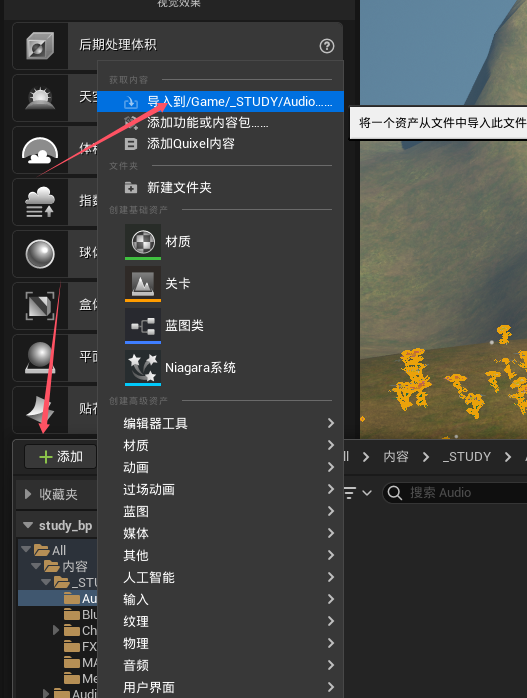 视觉效果
后期处理体积
获取内容
导入到/Game/_STUDY/Audio……
将一个资产从文件中导入此文件
添加功能或内容包……
添加Quixel内容
文件夹
新建文件夹
创建基础资产
材质
关卡
蓝图类
Niagara系统
创建高级资产
编辑器工具
材质
动画
过场动画
蓝图
媒体
其他
人工智能
输入
纹理
物理
音频
用户界面
天空
指数
球体
盒体
平面
贴花
添加
内容
_STUDY
收藏夹
搜索 Audio
study_bp
All
内容
_STU
Au
Blu
Ch
FX
MA
Me
Audi